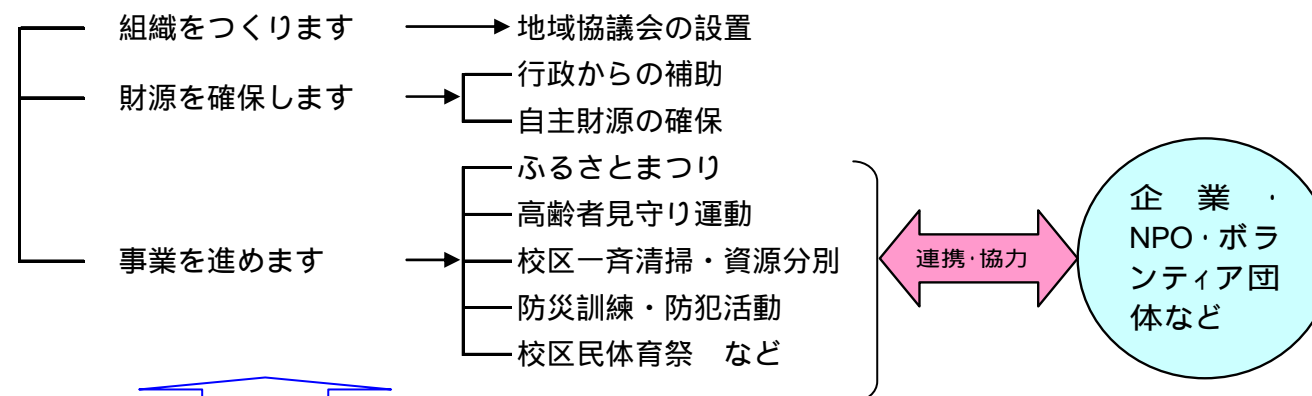 組織をつくります
地域協議会の設置
財源を確保します
行政からの補助
自主財源の確保
事業を進めます
ふるさとまつり
高齢者見守り運動
校区一斉清掃・資源分別
防災訓練・防犯活動
校区民体育祭　など
連携・協力
企業・
NPO・ボラ
ンティア団
体など